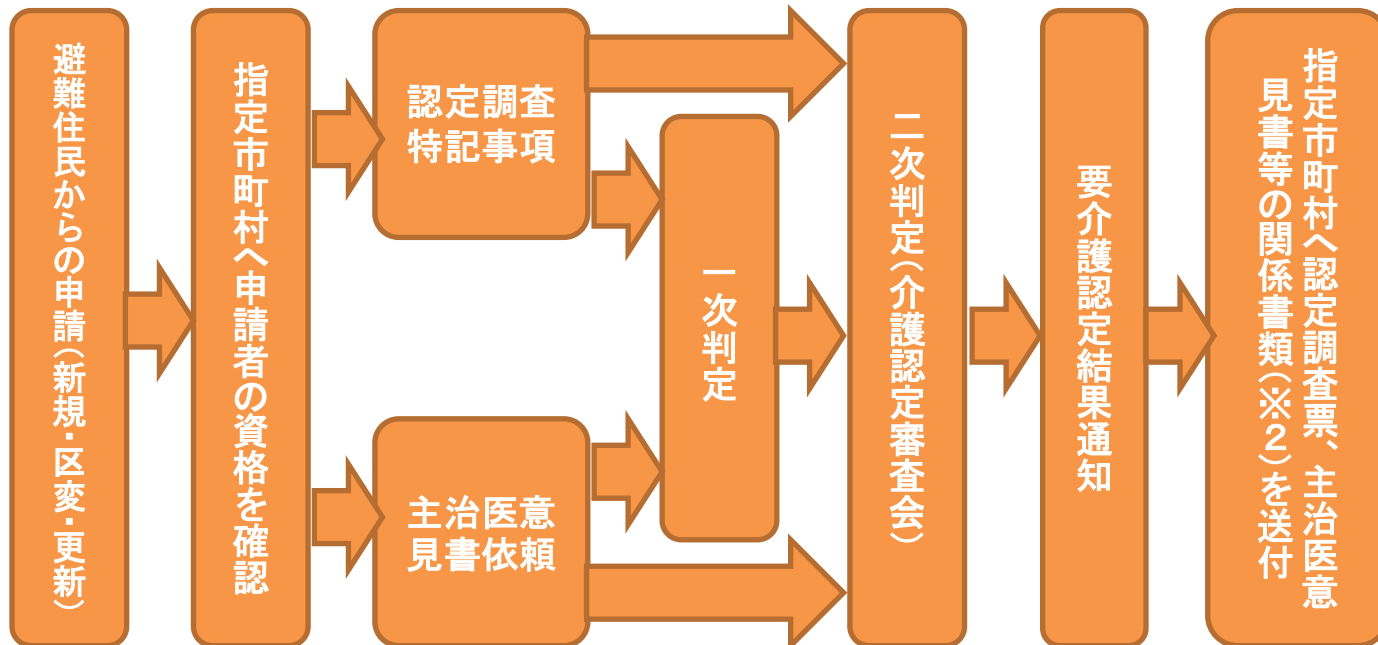 避難住民からの申請（新規・区変・更新）
指定市町村へ申請者の資格を確認
認定調査
特記事項
主治医意
見書依頼
一次判定
二次判定（介護認定審査会）
要介護認定結果通知
指定市町村へ認定調査票、主治医意
見書等の関係書類（※２）を送付